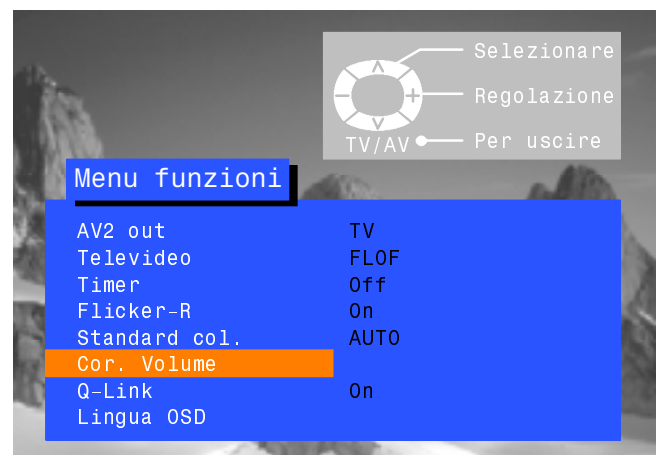 Selezionare
Regolazione
TV/AV Per uscire
Menu funzioni
AV2 out TV
Televideo FLOF
Timer Off
Flicker-R On
Standard col. AUTO
Cor. Volume
Q-Link On
Lingua OSD